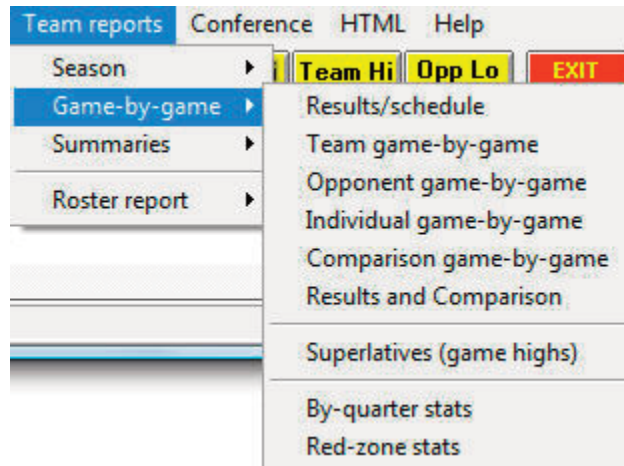 Team reports Conference HTML Help
Season
Team Hi Opp Lo EXIT
Game-by-game
Summaries
Roster report
Results/schedule
Team game-by-game
Opponent game-by-game
Individual game-by-game
Comparison game-by-game
Results and Comparison
Superlatives (game highs)
By-quarter stats
Red-zone stats